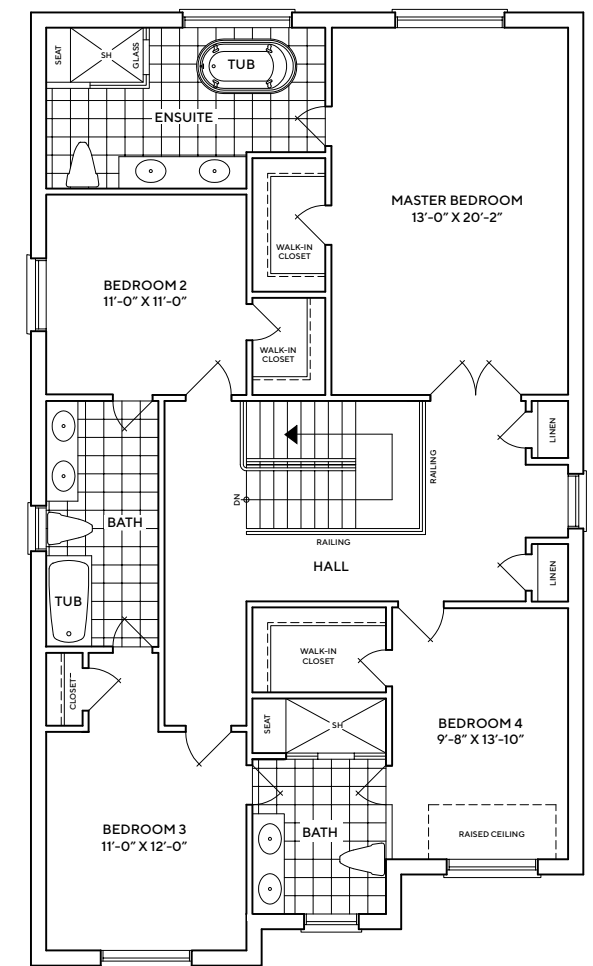 SEAT
SH
GLASS
TUB
ENSUITE
MASTER BEDROOM
13'-0" X 20'-2"
WALK-IN
CLOSET
BEDROOM 2
11'-0" X 11'-0"
WALK-IN
CLOSET
LINEN
RAILING
DN
BATH
RAILING
HALL
LINEN
TUB
WALK-IN
CLOSET
CLOSET
SEAT
SH
BEDROOM 4
9'-8" X 13'-10"
BEDROOM 3
11'-0" X 12'-0"
BATH
RAISED CEILING